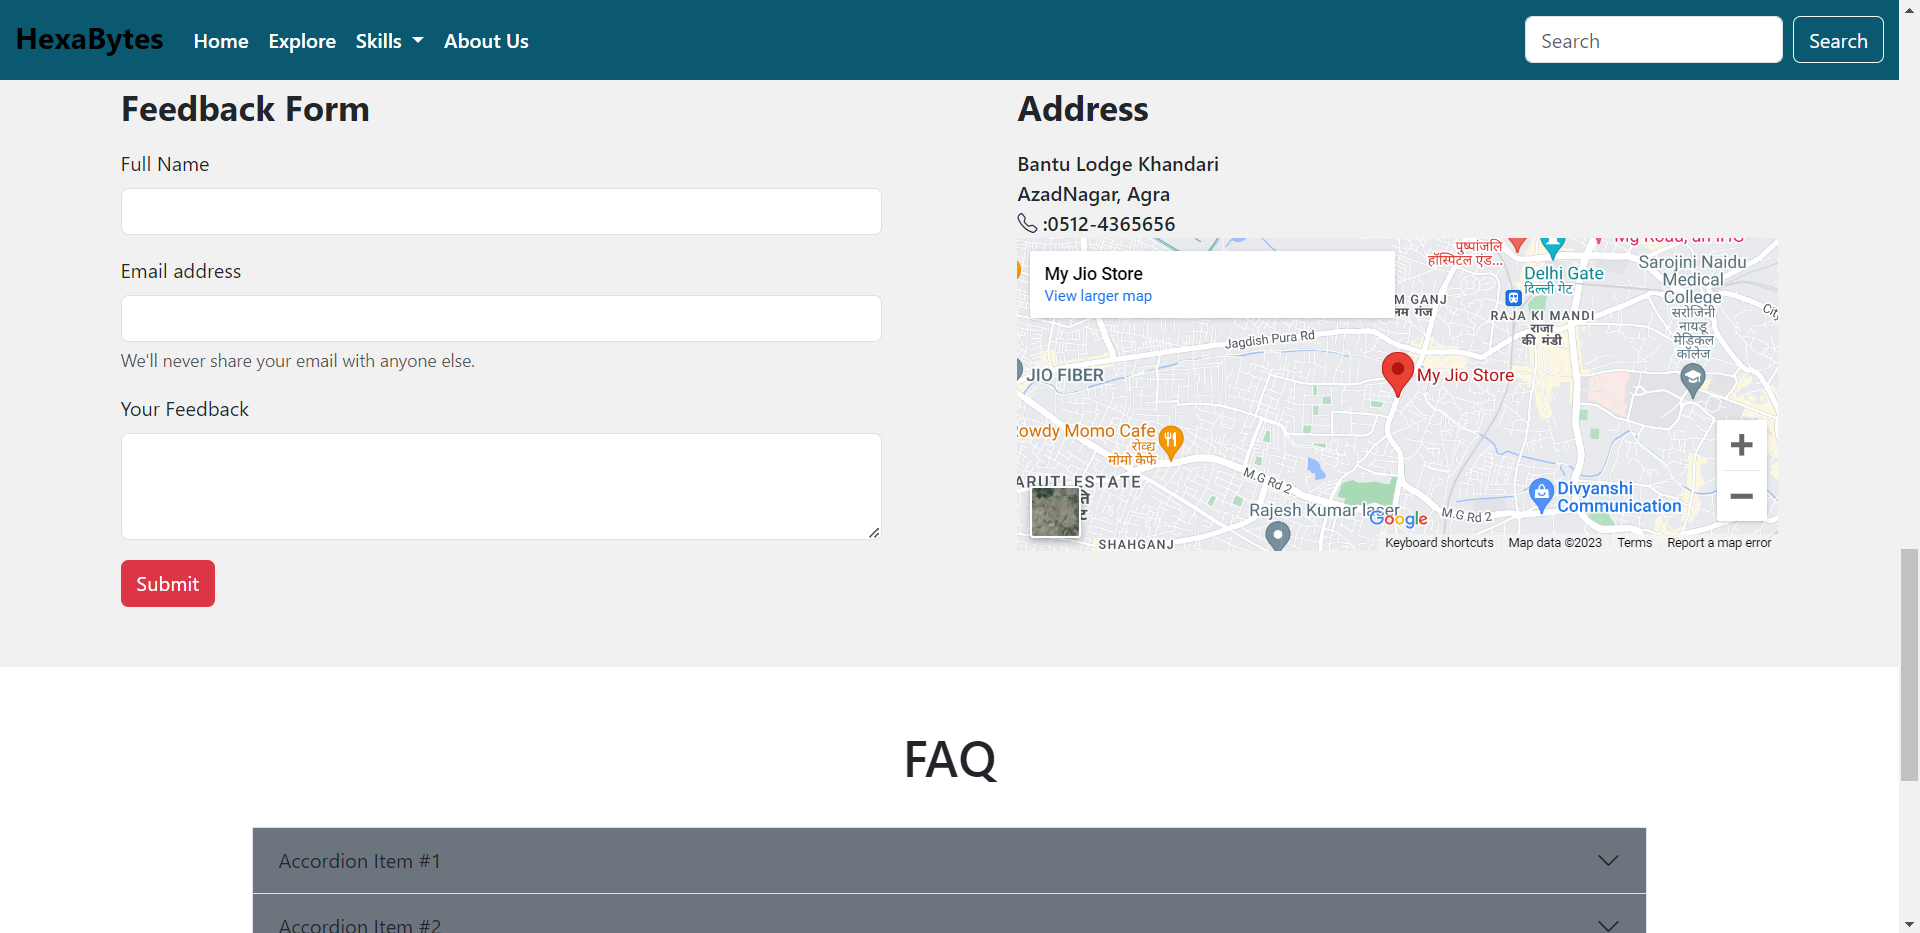 HexaBytes Home Explore Skills About Us Search Search
Feedback Form
Full Name
Email address
We'll never share your email with anyone else.
Your Feedback
Submit
Address
Bantu Lodge Khandari
AzadNagar, Agra
:0512-4365656
My Jio Store
View larger map
पुष्पांजलि
हॉस्पिटल एंड...
Delhi Gate
दिल्ली गेट
Sarojini Naidu
Medical
College
सरोजिनी
नायडू
मेडिकल
कॉलेज
M GANJ
RAJA KI MANDI
राजा
की मंडी
Jagdish Pura Rd
JIO FIBER
My Jio Store
owdy Momo Cafe
मोमो कैफे
ARUTI ESTATE
M.G Rd 2
Rajesh Kumar laser
Google
M.G Rd 2
Divyanshi
Communication
SHAHGANJ
Keyboard shortcuts Map data ©2023 Terms Report a map error
FAQ
Accordion Item #1
Accordion Item #2